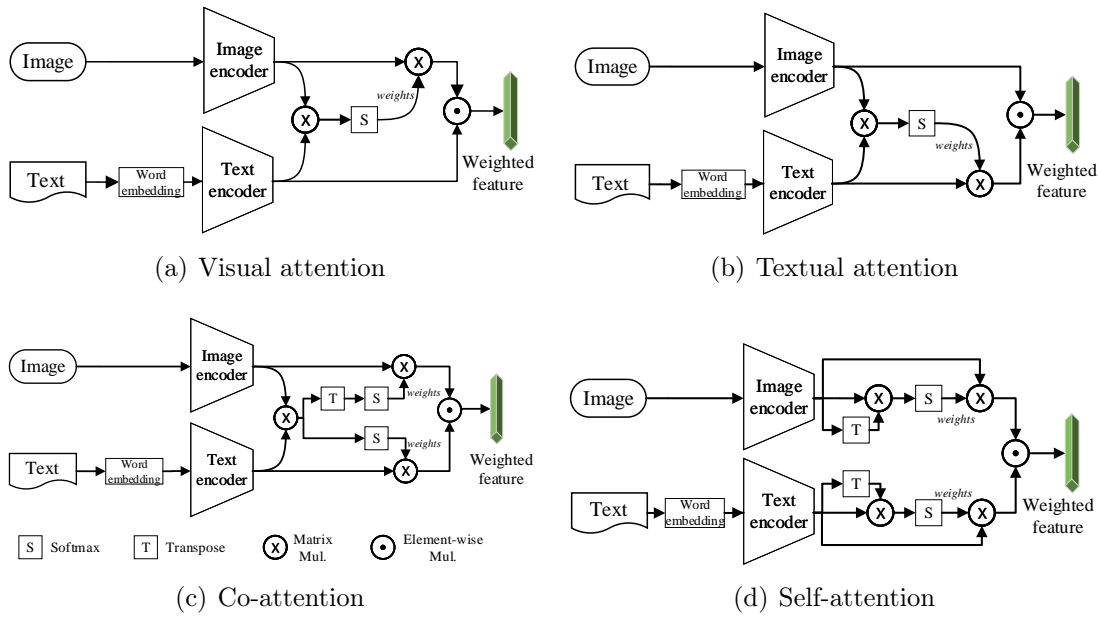 Image
Image
encoder
X
X
S
weights
Text
Word
embedding
Text
encoder
Weighted
feature
(a) Visual attention
Image
Image
encoder
X
S
weights
Text
Word
embedding
Text
encoder
X
Weighted
feature
(b) Textual attention
Image
Image
encoder
X
T
S
weights
X
S
weights
Text
Word
embedding
Text
encoder
X
Weighted
feature
S Softmax
T Transpose
X Matrix
Mul.
Element-wise
Mul.
(c) Co-attention
Image
Image
encoder
X
S
X
T
weights
Text
Word
embedding
Text
encoder
T
X
S
weights
X
Weighted
feature
(d) Self-attention